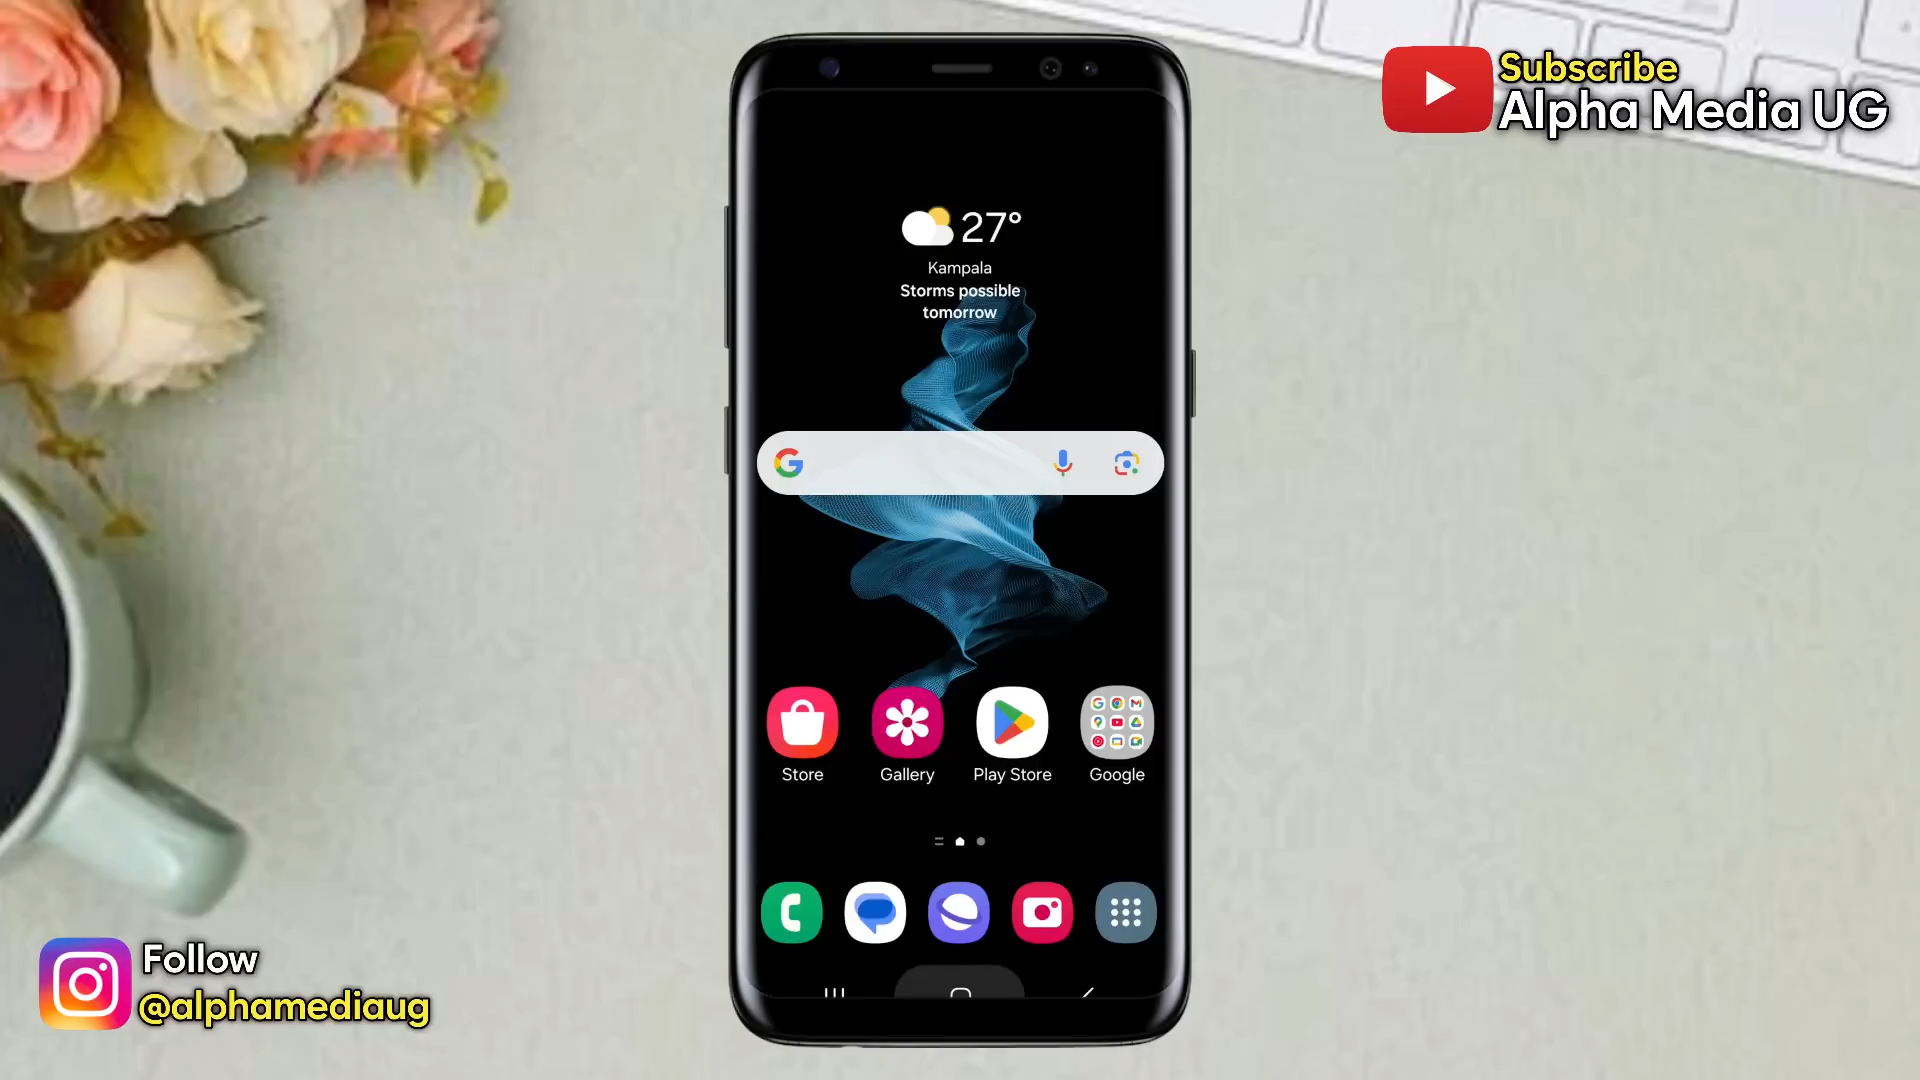 Subscribe
Alpha Media UG
27°
Kampala
Storms possible
tomorrow
Store
Gallery
Play Store
Google
Follow
@alphamediaug